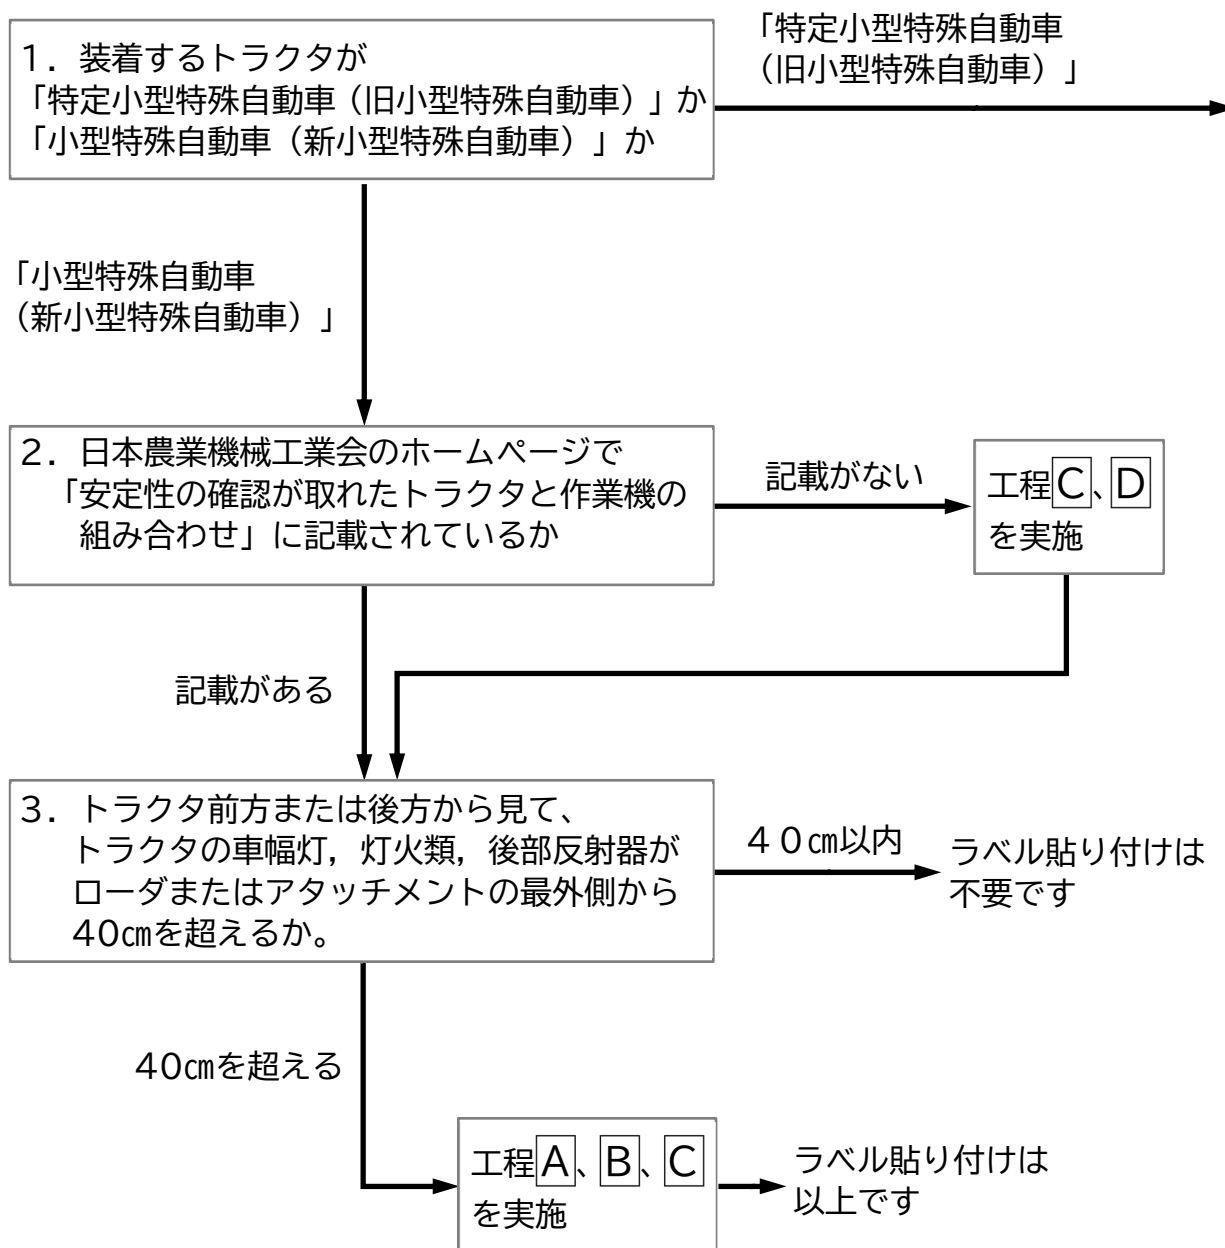 1．装着するトラクタが
「特定小型特殊自動車（旧小型特殊自動車）」か
「小型特殊自動車（新小型特殊自動車）」か
「特定小型特殊自動車
（旧小型特殊自動車）」
「小型特殊自動車
（新小型特殊自動車）」
2．日本農業機械工業会のホームページで
「安定性の確認が取れたトラクタと作業機の
組み合わせ」に記載されているか
記載がない
工程C、D
を実施
記載がある
3．トラクタ前方または後方から見て、
トラクタの車幅灯，灯火類，後部反射器が
ローダまたはアタッチメントの最外側から
40㎝を超えるか。
４０㎝以内
ラベル貼り付けは
不要です
40㎝を超える
工程A、B、C
を実施
ラベル貼り付けは
以上です